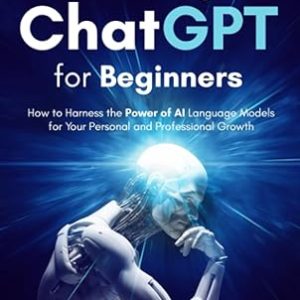 ChatGPT
for Beginners
How to Harness the Power of AI Language Models
for Your Personal and Professional Growth